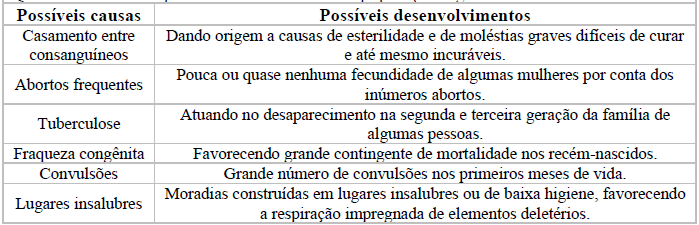 Possíveis causas Possíveis desenvolvimentos
Casamento entre consanguíneos Dando origem a causas de esterilidade e de moléstias graves difíceis de curar
e até mesmo incuráveis.
Abortos frequentes Pouca ou quase nenhuma fecundidade de algumas mulheres por conta dos
inúmeros abortos.
Tuberculose Atuando no desaparecimento na segunda e terceira geração da família de
algumas pessoas.
Fraqueza congênita Favorecendo grande contingente de mortalidade nos recém-nascidos.
Convulsões Grande número de convulsões nos primeiros meses de vida.
Lugares insalubres Moradias construídas em lugares insalubres ou de baixa higiene, favorecendo
a respiração impregnada de elementos deletérios.